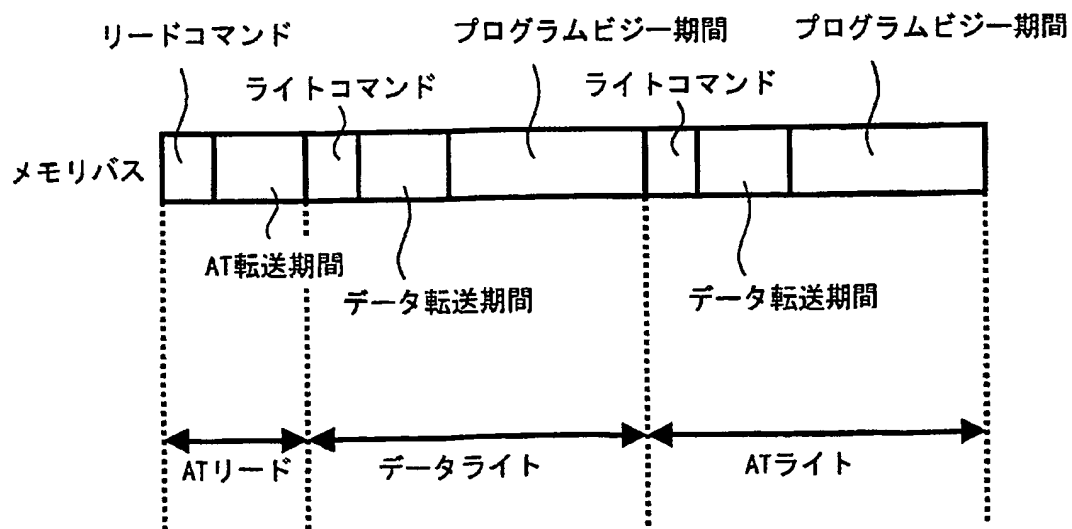 リードコマンド
プログラムビジー期間
プログラムビジー期間
ライトコマンド
ライトコマンド
メモリバス
AT転送期間
データ転送期間
データ転送期間
ATリード
データライト
ATライト